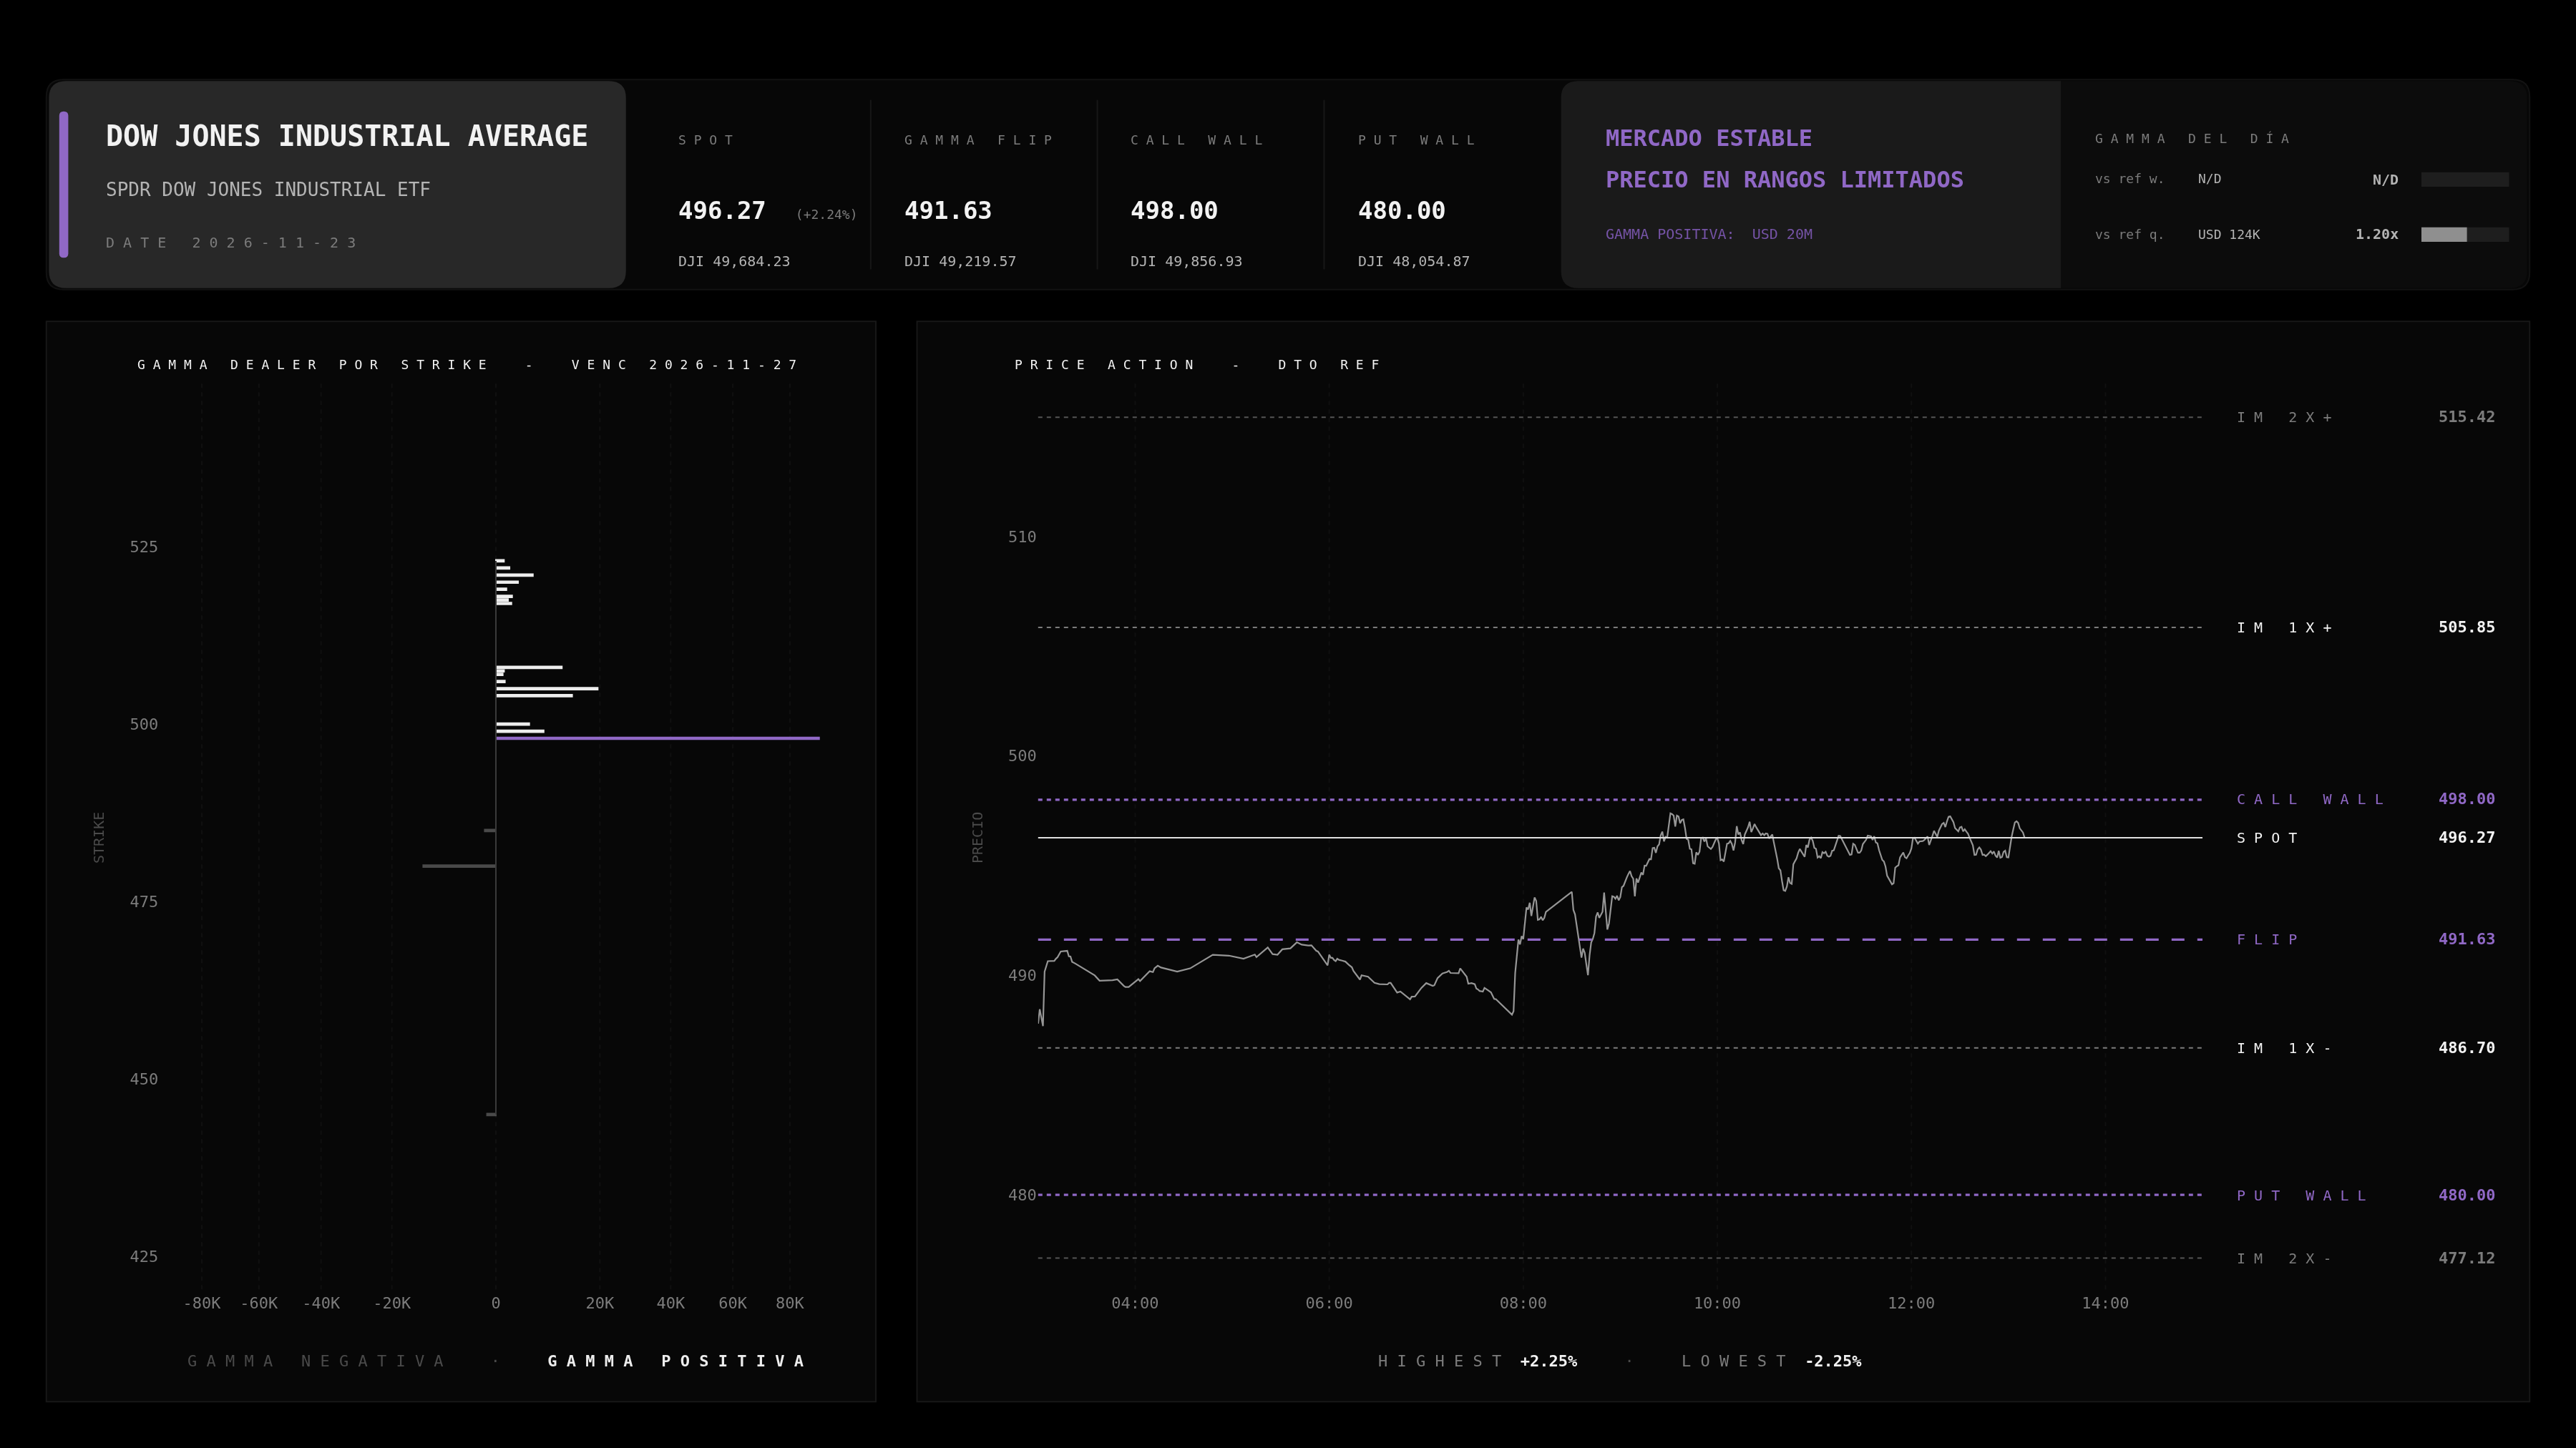 DOW JONES INDUSTRIAL AVERAGE
SPDR DOW JONES INDUSTRIAL ETF
DATE 2026-11-23
SPOT
496.27 (+2.24%)
DJI 49,684.23
GAMMA FLIP
491.63
DJI 49,219.57
CALL WALL
498.00
DJI 49,856.93
PUT WALL
480.00
DJI 48,054.87
MERCADO ESTABLE
PRECIO EN RANGOS LIMITADOS
GAMMA POSITIVA: USD 20M
GAMMA DEL DÍA
vs ref w. N/D N/D
vs ref q. USD 124K 1.20x
GAMMA DEALER POR STRIKE - VENC 2026-11-27
STRIKE
525
500
475
450
425
-80K -60K -40K -20K 0 20K 40K 60K 80K
GAMMA NEGATIVA · GAMMA POSITIVA
PRICE ACTION - DTO REF
PRECIO
510
500
490
480
IM 2X+ 515.42
IM 1X+ 505.85
CALL WALL 498.00
SPOT 496.27
FLIP 491.63
IM 1X- 486.70
PUT WALL 480.00
IM 2X- 477.12
04:00 06:00 08:00 10:00 12:00 14:00
HIGHEST +2.25% · LOWEST -2.25%